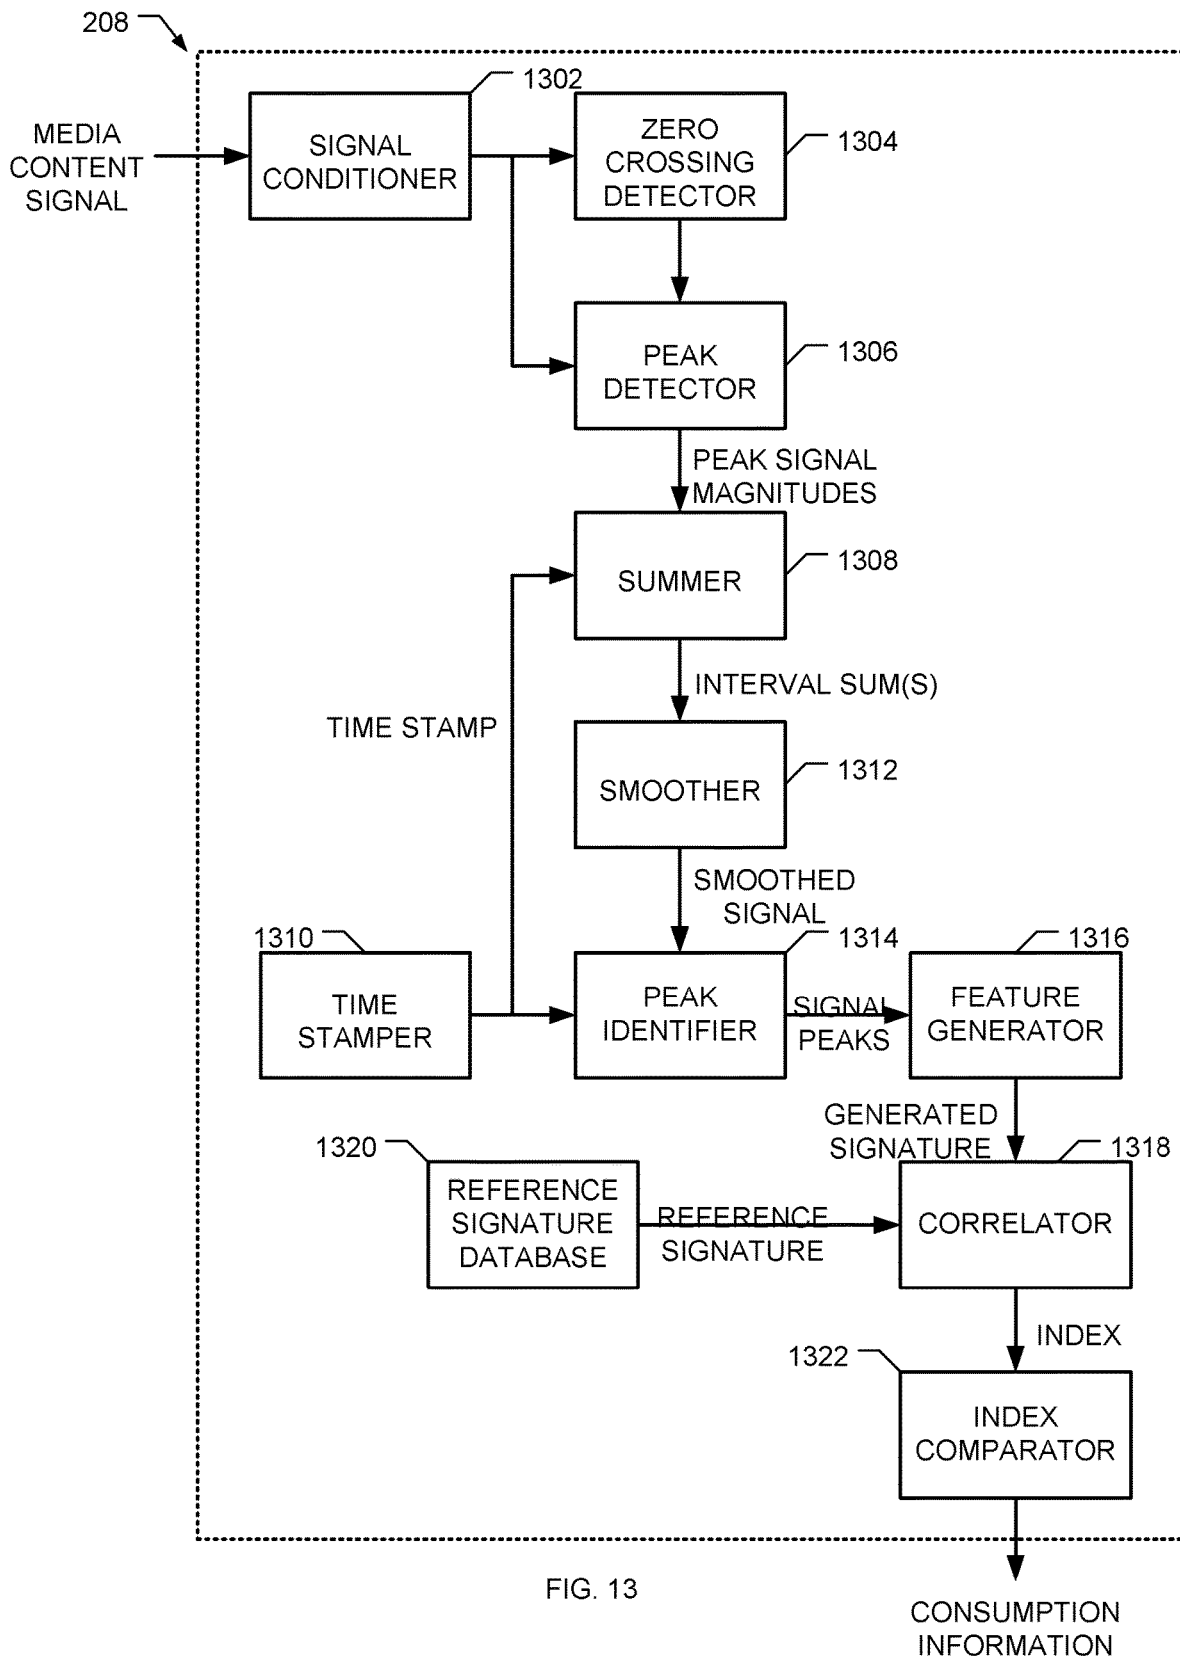 208
1302
MEDIA
CONTENT
SIGNAL
SIGNAL
CONDITIONER
ZERO
CROSSING
DETECTOR
1304
PEAK
DETECTOR
1306
PEAK SIGNAL
MAGNITUDES
SUMMER
1308
INTERVAL SUM(S)
TIME STAMP
SMOOTHER
1312
SMOOTHED
SIGNAL
1310
TIME
STAMPER
1314
PEAK
IDENTIFIER
SIGNAL
PEAKS
1316
FEATURE
GENERATOR
GENERATED
SIGNATURE
1320
REFERENCE
SIGNATURE
DATABASE
REFERENCE
SIGNATURE
1318
CORRELATOR
INDEX
1322
INDEX
COMPARATOR
FIG. 13
CONSUMPTION
INFORMATION